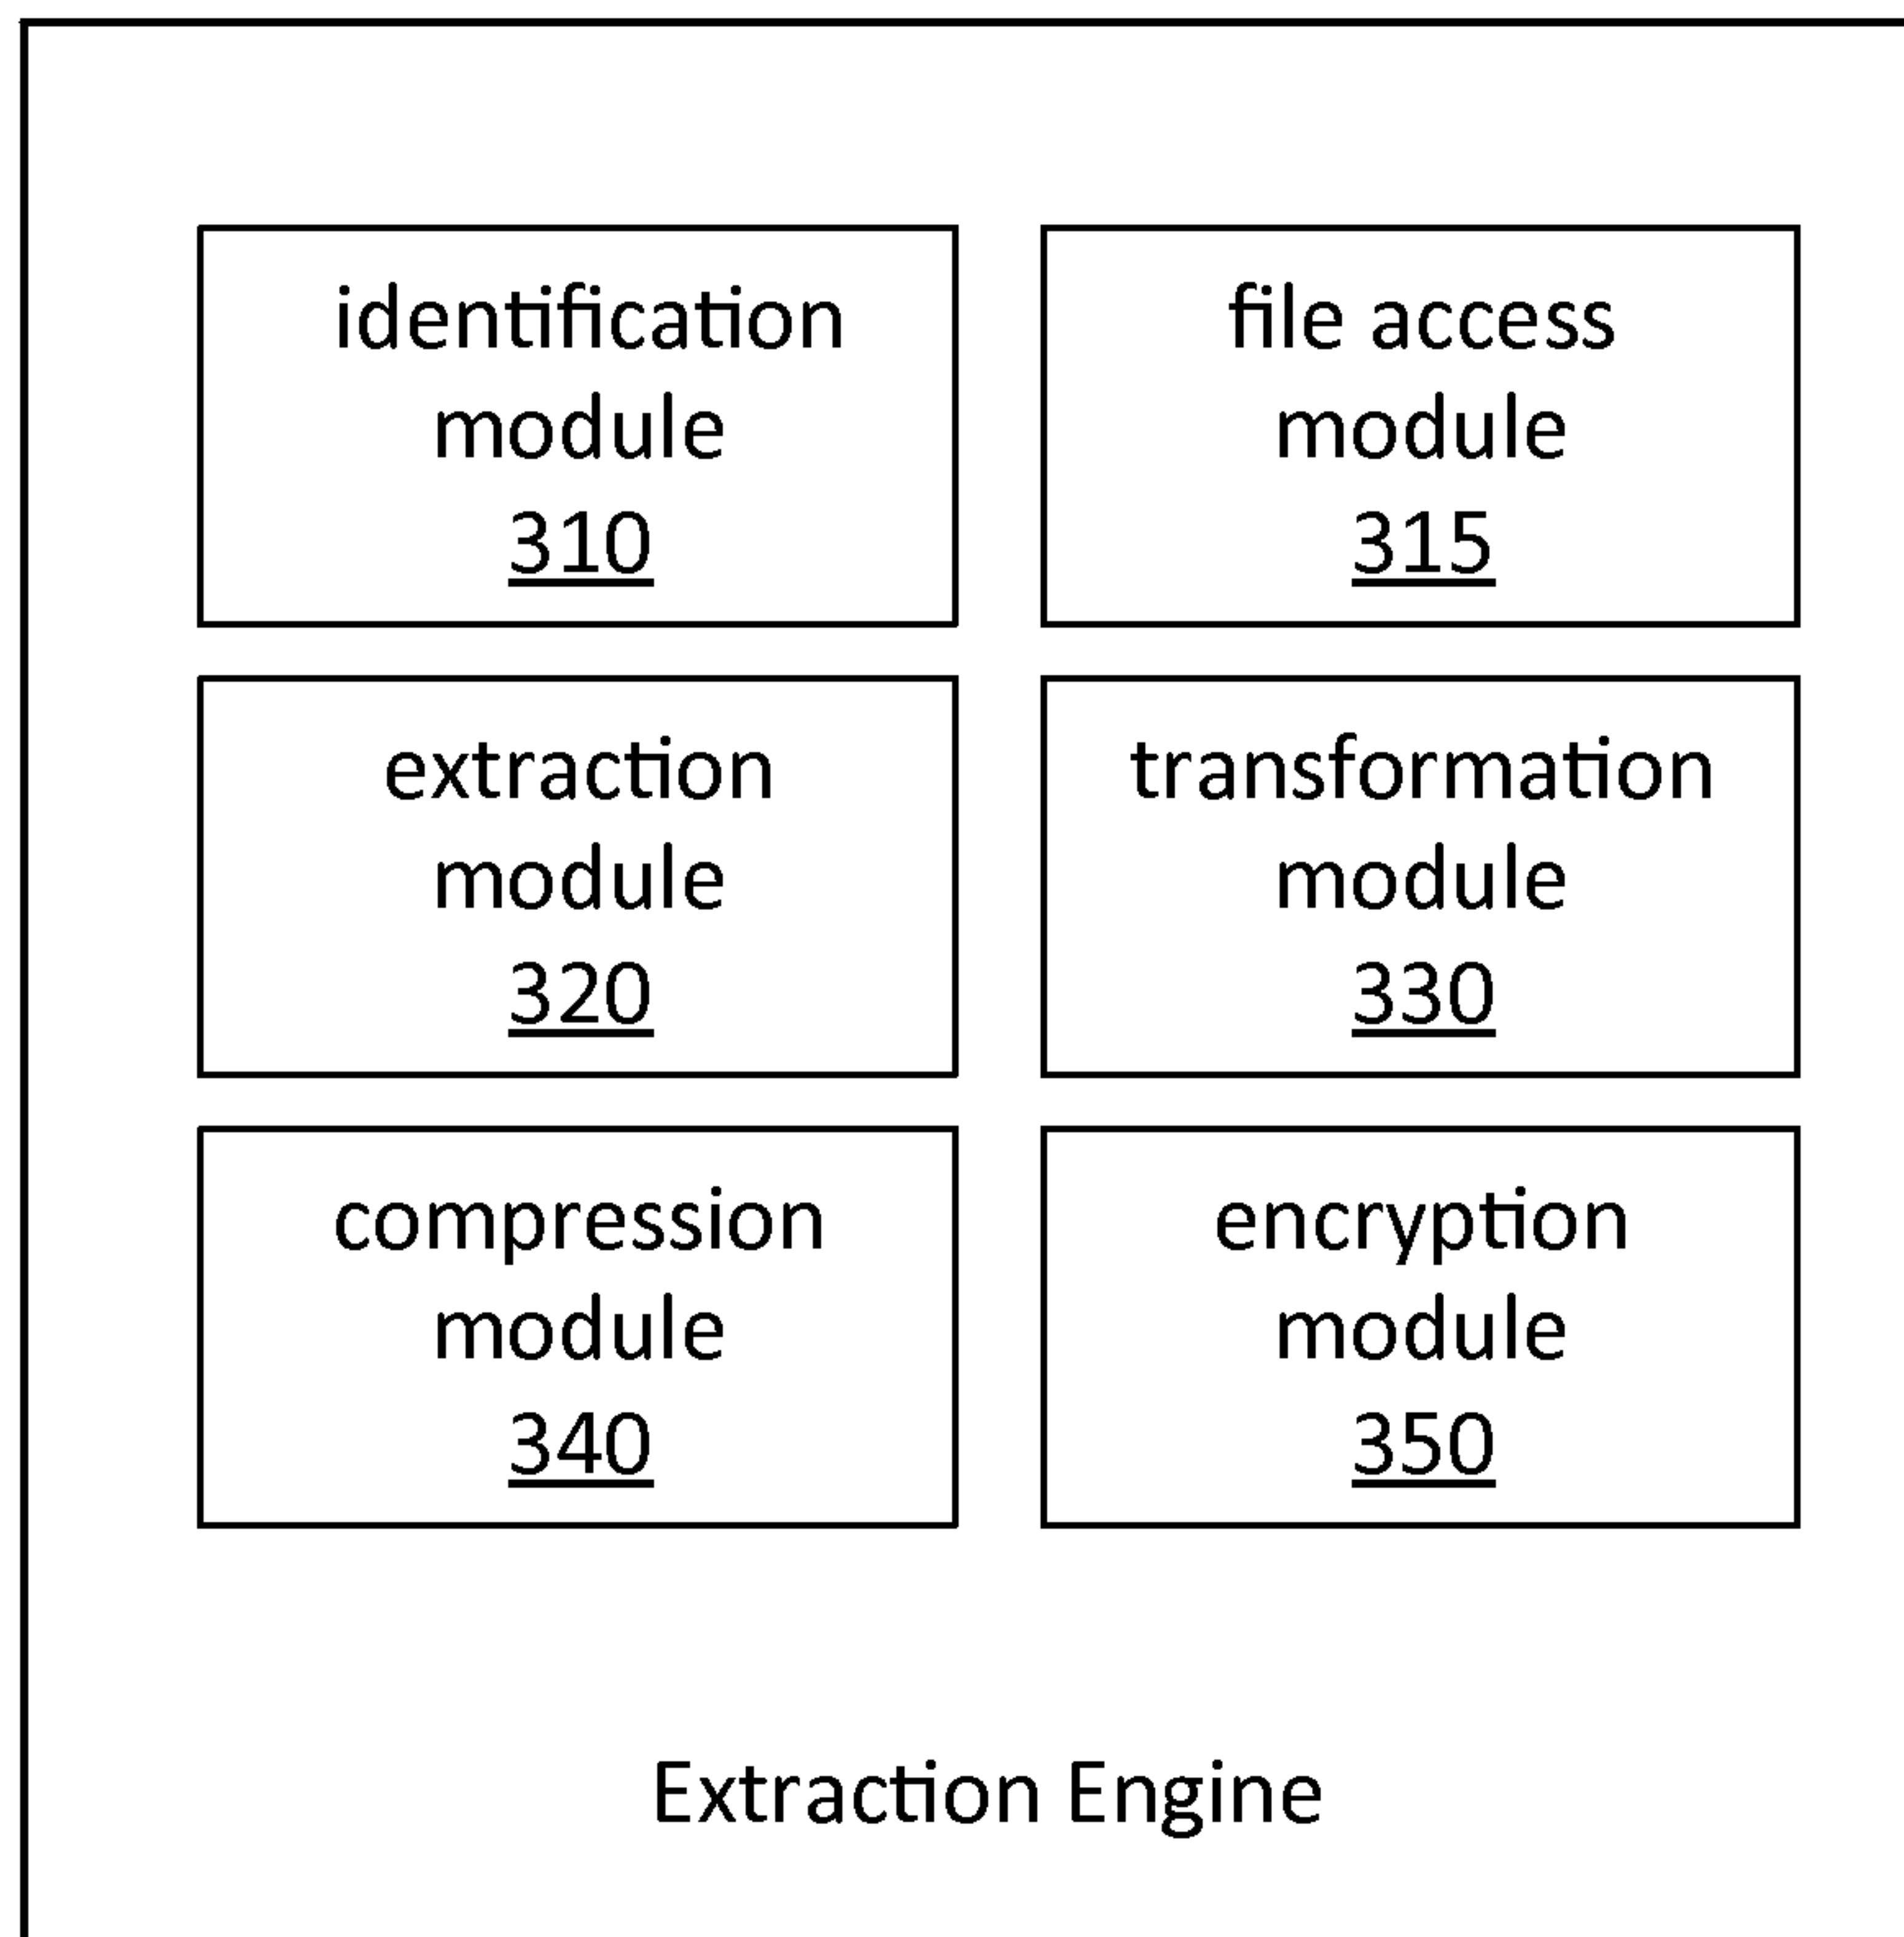 identification
module
310
file access
module
315
extraction
module
320
transformation
module
330
compression
module
340
encryption
module
350
Extraction Engine